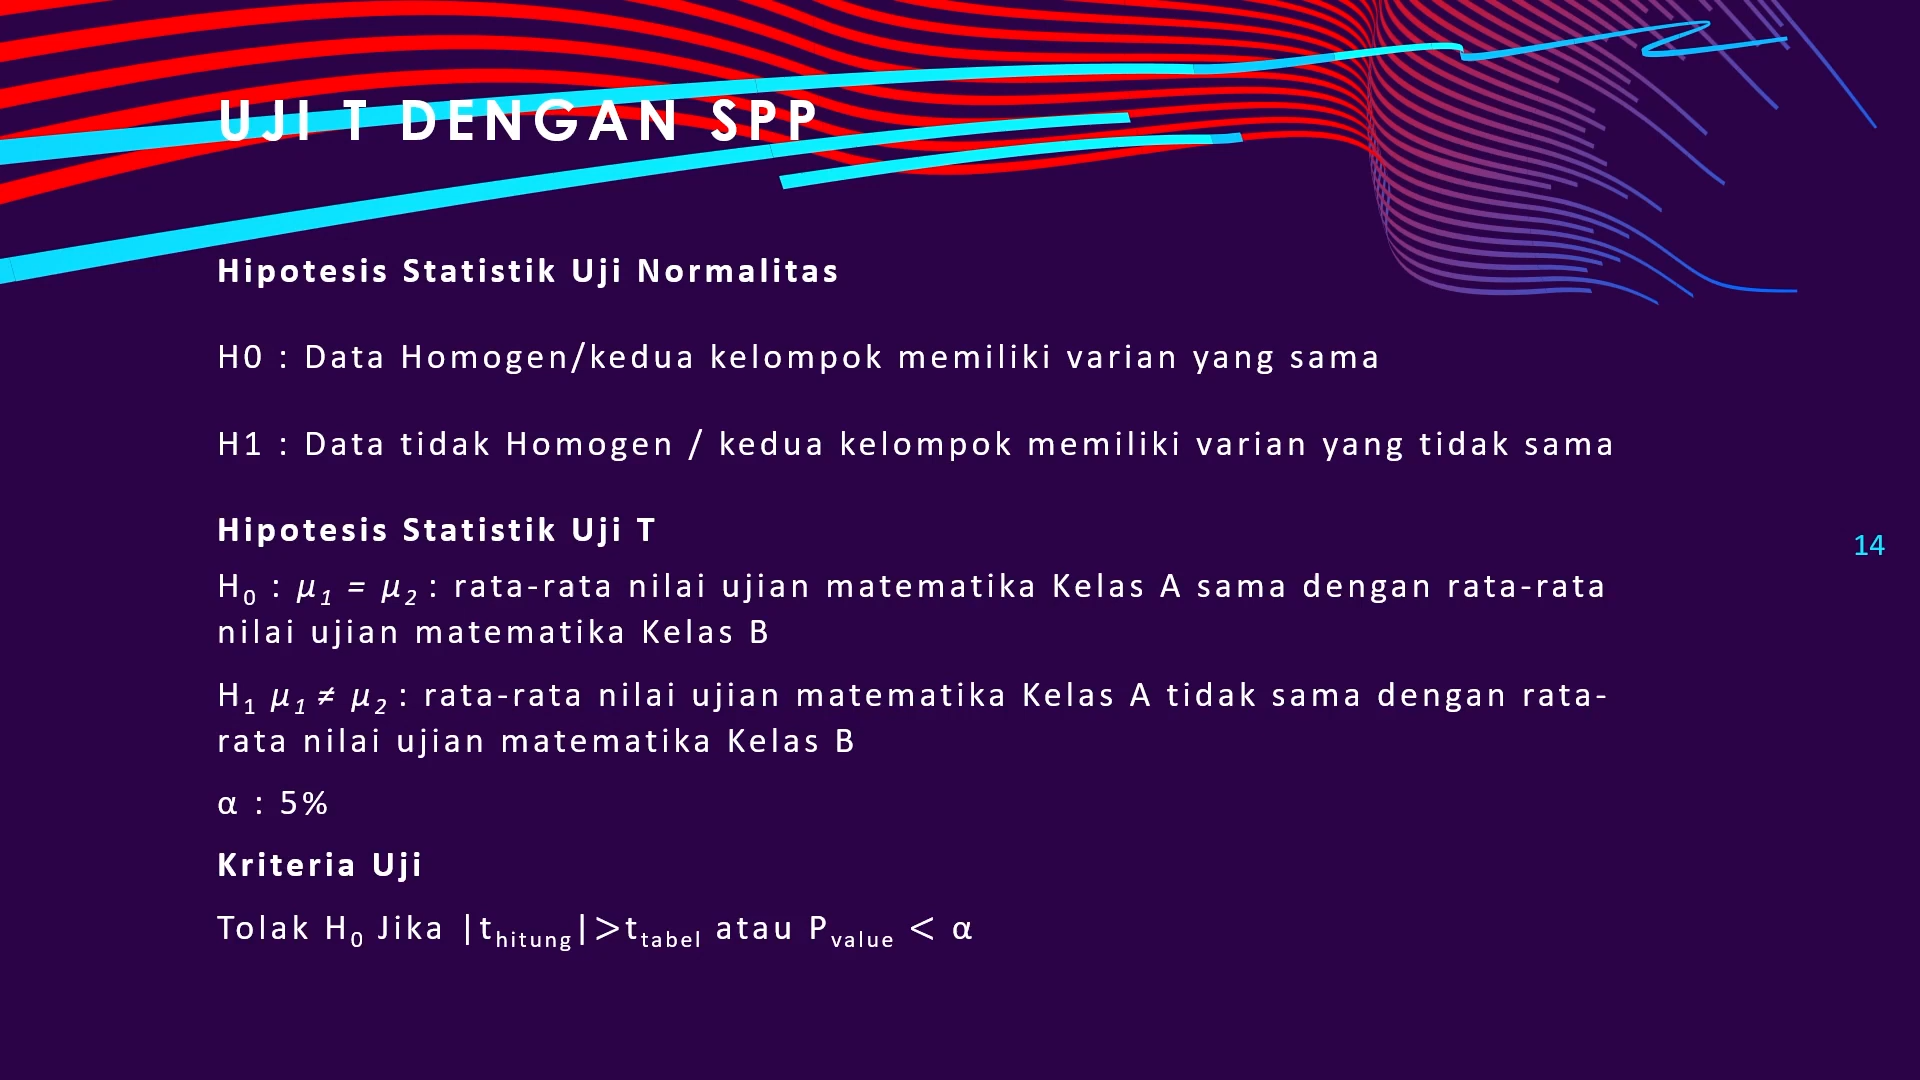 UJI T DENGAN SPP
Hipotesis Statistik Uji Normalitas
H0 : Data Homogen/kedua kelompok memiliki varian yang sama
H1 : Data tidak Homogen / kedua kelompok memiliki varian yang tidak sama
Hipotesis Statistik Uji T
14
H₀ : μ₁ = μ₂ : rata-rata nilai ujian matematika Kelas A sama dengan rata-rata
nilai ujian matematika Kelas B
H₁ μ₁ ≠ μ₂ : rata-rata nilai ujian matematika Kelas A tidak sama dengan rata-
rata nilai ujian matematika Kelas B
α : 5%
Kriteria Uji
Tolak H₀ Jika |t_hitung|>t_tabel atau P_value < α